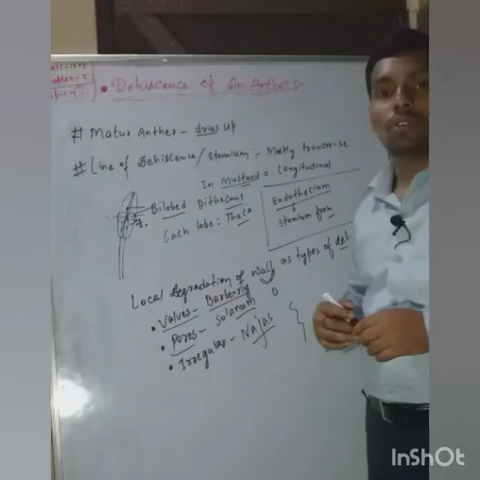 • Dehiscence of An Anthers-
# Matur Anther - dries up
# Line of Dehiscence / stomium :- Mostly transverse
In Mustard = Longitudinal
Bilobed Bithecaus
Each lobe = Theca
Endothecium
stomium form
Local degradation of wall as types of deh
• Valves - Barberry
• Pores - Solanum
• Irregular - Najas
InShOt